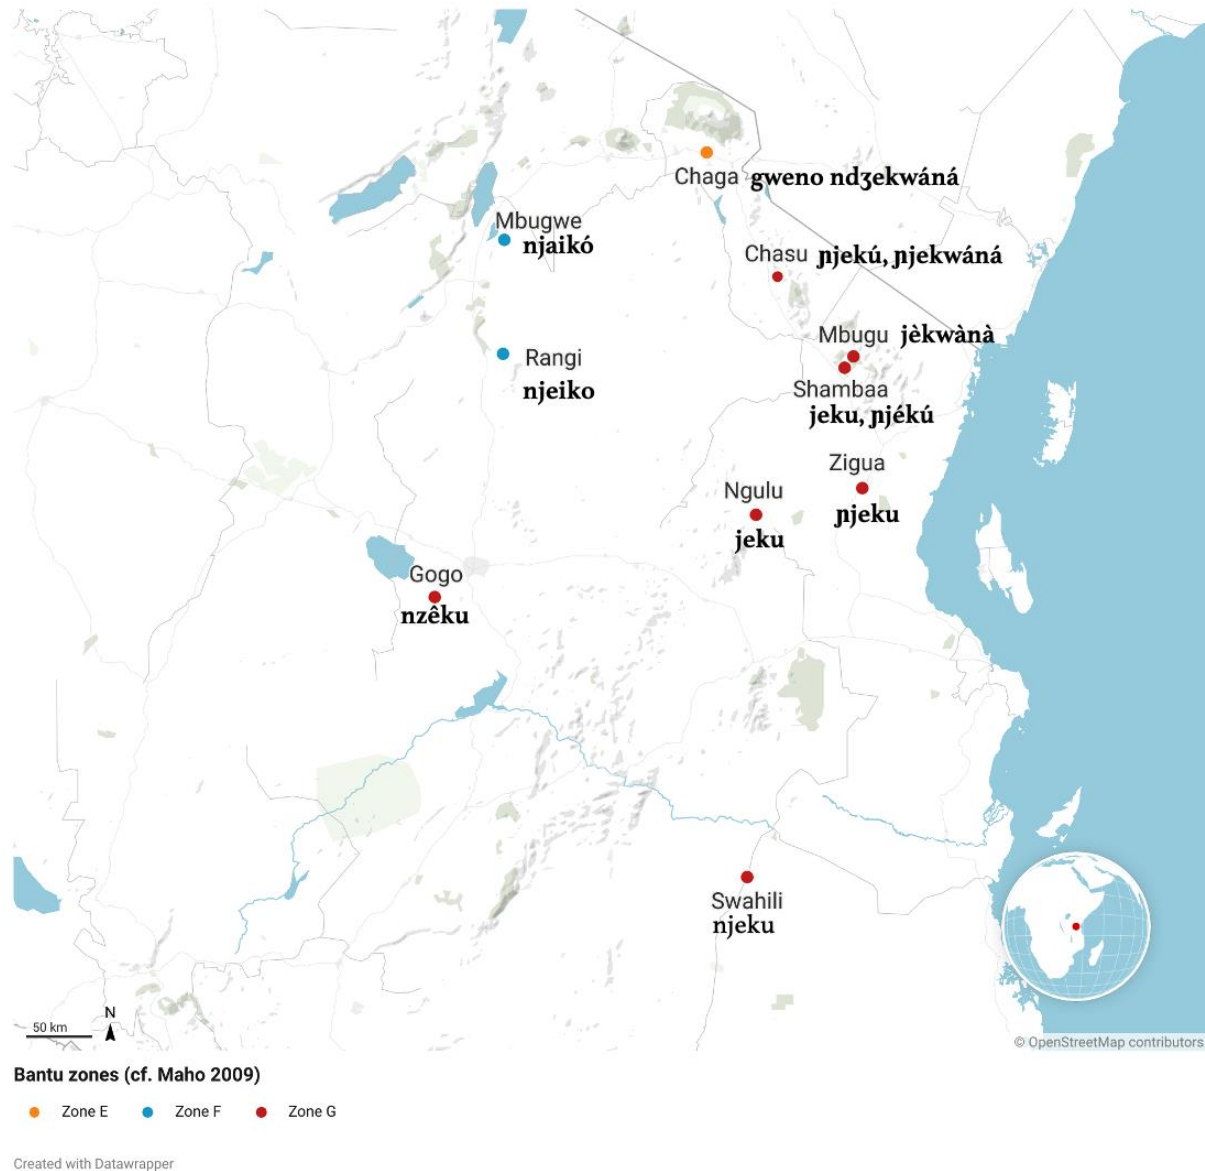 Chaga gweno ndʒekwáná
Mbugwe
njaikó
Chasu ɲjekú, ɲjekwáná
Mbugu jèkwànà
Rangi
njeiko
Shambaa
jeku, ɲjékú
Zigua
ɲjeku
Ngulu
jeku
Gogo
nzêku
Swahili
njeku
N
50 km
© OpenStreetMap contributors
Bantu zones (cf. Maho 2009)
Zone E Zone F Zone G
Created with Datawrapper